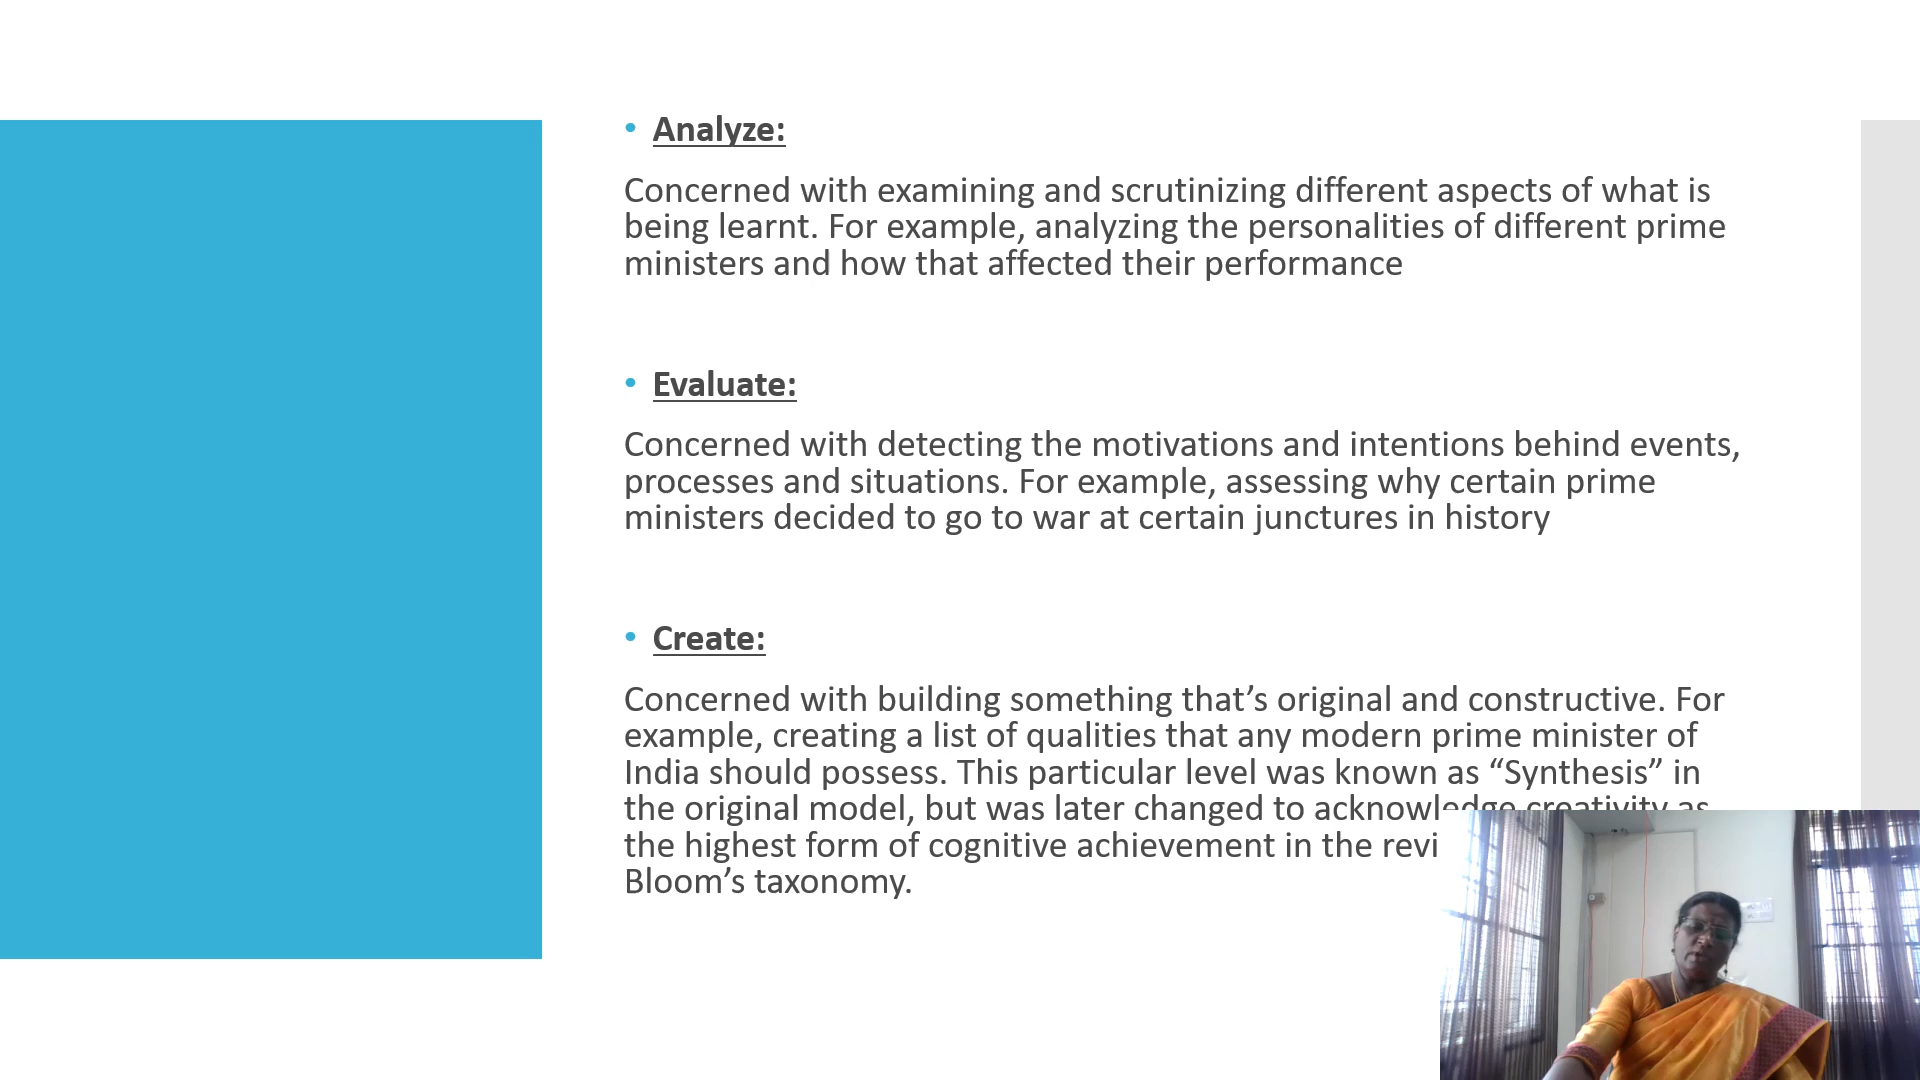 • Analyze:
Concerned with examining and scrutinizing different aspects of what is
being learnt. For example, analyzing the personalities of different prime
ministers and how that affected their performance
• Evaluate:
Concerned with detecting the motivations and intentions behind events,
processes and situations. For example, assessing why certain prime
ministers decided to go to war at certain junctures in history
• Create:
Concerned with building something that’s original and constructive. For
example, creating a list of qualities that any modern prime minister of
India should possess. This particular level was known as “Synthesis” in
the original model, but was later changed to acknowledge creativity as
the highest form of cognitive achievement in the revi
Bloom’s taxonomy.